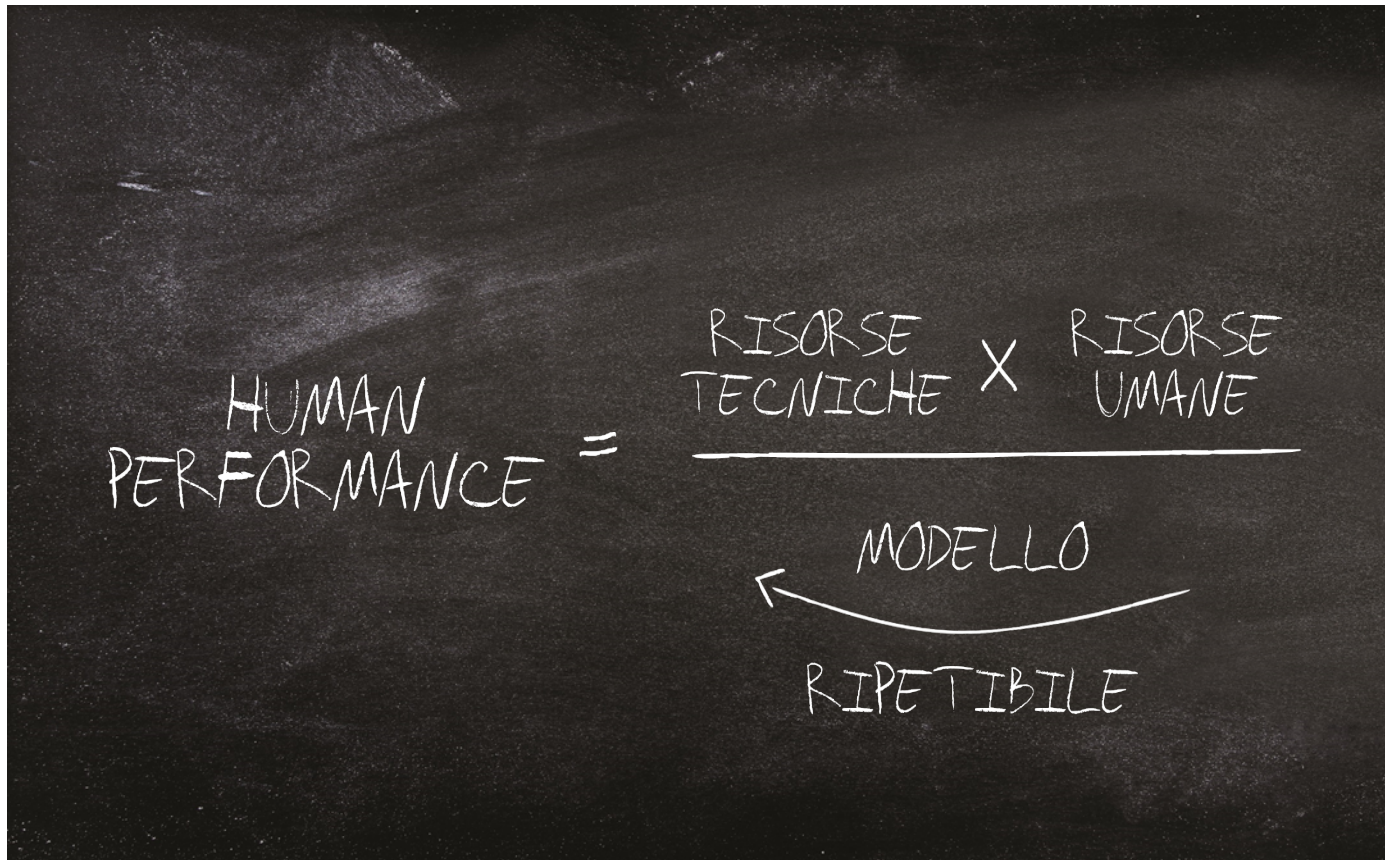 HUMAN
PERFORMANCE
=
RISORSE
TECNICHE
X
RISORSE
UMANE
MODELLO
RIPETIBILE